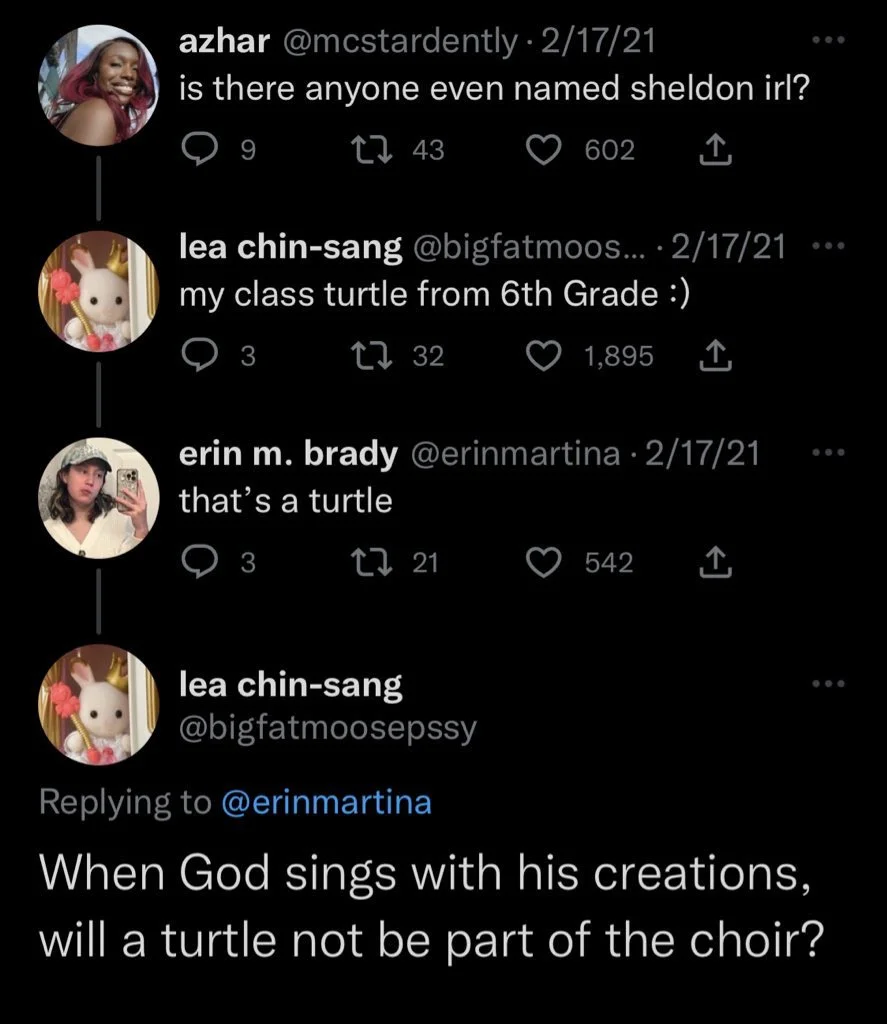 azhar @mcstardently · 2/17/21
is there anyone even named sheldon irl?
9 43 602
lea chin-sang @bigfatmoos... · 2/17/21
my class turtle from 6th Grade :)
3 32 1,895
erin m. brady @erinmartina · 2/17/21
that’s a turtle
3 21 542
lea chin-sang
@bigfatmoosepssy
Replying to @erinmartina
When God sings with his creations,
will a turtle not be part of the choir?